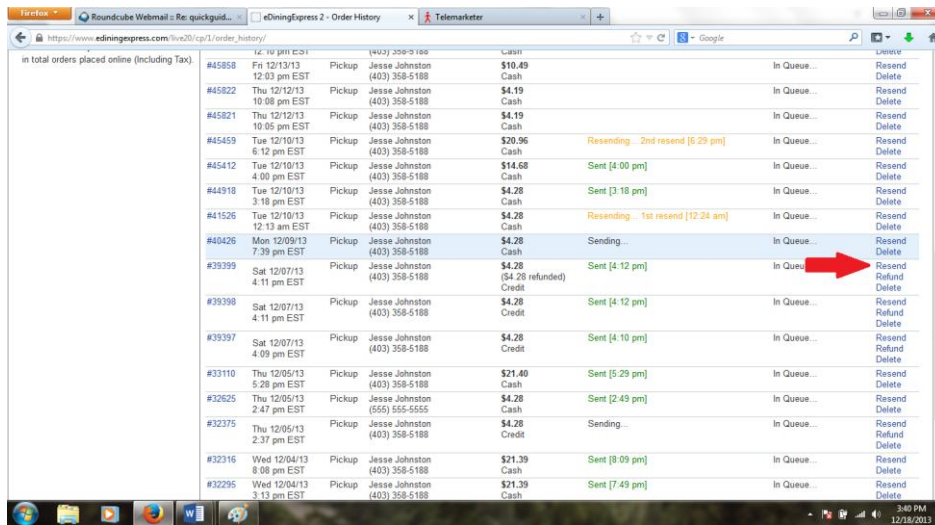 Firefox
Roundcube Webmail :: Re: quickguid...
eDiningExpress 2 - Order History
Telemarketer
https://www.ediningexpress.com/live20/cp/1/order_history/
Google
in total orders placed online (Including Tax).
12:10 pm EST (403) 358-5188 Cash Delete
#45858 Fri 12/13/13 Pickup Jesse Johnston $10.49 In Queue... Resend
12:03 pm EST (403) 358-5188 Cash Delete
#45822 Thu 12/12/13 Pickup Jesse Johnston $4.19 In Queue... Resend
10:08 pm EST (403) 358-5188 Cash Delete
#45821 Thu 12/12/13 Pickup Jesse Johnston $4.19 In Queue... Resend
10:05 pm EST (403) 358-5188 Cash Delete
#45459 Tue 12/10/13 Pickup Jesse Johnston $20.96 Resending... 2nd resend [6:29 pm] In Queue... Resend
6:12 pm EST (403) 358-5188 Cash Delete
#45412 Tue 12/10/13 Pickup Jesse Johnston $14.68 Sent [4:00 pm] In Queue... Resend
4:00 pm EST (403) 358-5188 Cash Delete
#44918 Tue 12/10/13 Pickup Jesse Johnston $4.28 Sent [3:18 pm] In Queue... Resend
3:18 pm EST (403) 358-5188 Cash Delete
#41526 Tue 12/10/13 Pickup Jesse Johnston $4.28 Resending... 1st resend [12:24 am] In Queue... Resend
12:13 am EST (403) 358-5188 Cash Delete
#40426 Mon 12/09/13 Pickup Jesse Johnston $4.28 Sending... In Queue... Resend
7:39 pm EST (403) 358-5188 Cash Delete
#39399 Sat 12/07/13 Pickup Jesse Johnston $4.28 Sent [4:12 pm] In Queu Resend
4:11 pm EST (403) 358-5188 ($4.28 refunded) Refund
Credit Delete
#39398 Sat 12/07/13 Pickup Jesse Johnston $4.28 Sent [4:12 pm] In Queue... Resend
4:11 pm EST (403) 358-5188 Credit Refund
Delete
#39397 Sat 12/07/13 Pickup Jesse Johnston $4.28 Sent [4:10 pm] In Queue... Resend
4:09 pm EST (403) 358-5188 Credit Refund
Delete
#33110 Thu 12/05/13 Pickup Jesse Johnston $21.40 Sent [5:29 pm] In Queue... Resend
5:28 pm EST (403) 358-5188 Cash Delete
#32625 Thu 12/05/13 Pickup Jesse Johnston $4.28 Sent [2:49 pm] In Queue... Resend
2:47 pm EST (555) 555-5555 Cash Delete
#32375 Thu 12/05/13 Pickup Jesse Johnston $4.28 Sending... In Queue... Resend
2:37 pm EST (403) 358-5188 Credit Refund
Delete
#32316 Wed 12/04/13 Pickup Jesse Johnston $21.39 Sent [8:09 pm] In Queue... Resend
8:08 pm EST (403) 358-5188 Cash Delete
#32295 Wed 12/04/13 Pickup Jesse Johnston $21.39 Sent [7:49 pm] In Queue... Resend
3:13 pm EST (403) 358-5188 Cash Delete
3:40 PM
12/18/2013